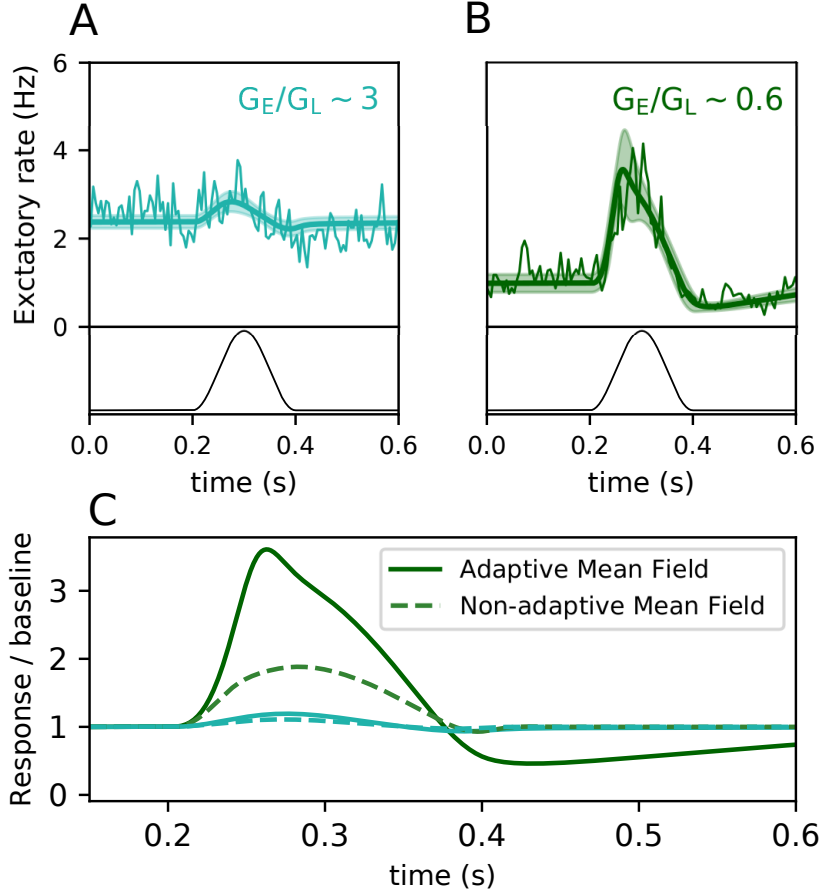 A
B
Exctatory rate (Hz)
6
4
2
0
G_E/G_L ~ 3
G_E/G_L ~ 0.6
0.0 0.2 0.4 0.6
0.0 0.2 0.4 0.6
time (s)
time (s)
C
Response / baseline
3
2
1
0
Adaptive Mean Field
Non-adaptive Mean Field
0.2 0.3 0.4 0.5 0.6
time (s)